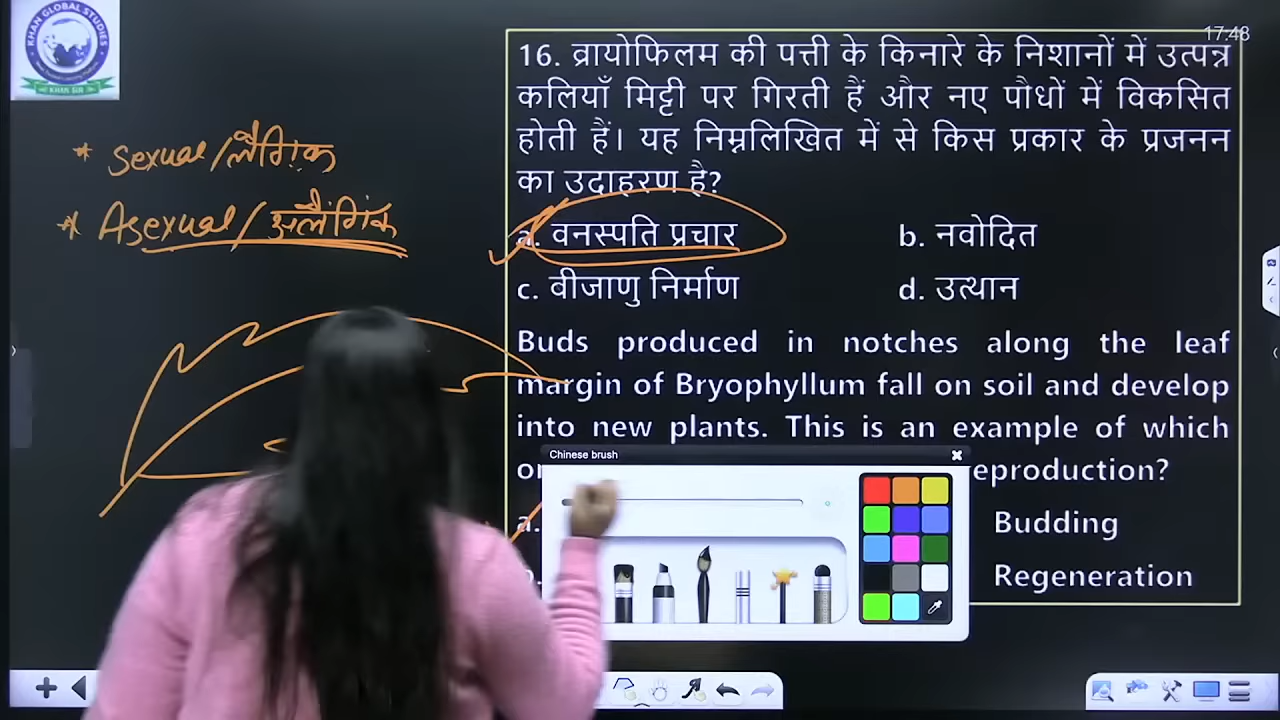 KHAN GLOBAL STUDIES
KHAN SIR
17:48
* Sexual/लैंगिक
* Asexual/अलैंगिक
16. ब्रायोफिलम की पत्ती के किनारे के निशानों में उत्पन्न
कलियाँ मिट्टी पर गिरती हैं और नए पौधों में विकसित
होती हैं। यह निम्नलिखित में से किस प्रकार के प्रजनन
का उदाहरण है?
a. वनस्पति प्रचार b. नवोदित
c. वीजाणु निर्माण d. उत्थान
Buds produced in notches along the leaf
margin of Bryophyllum fall on soil and develop
into new plants. This is an example of which
eproduction?
a. Budding
Regeneration
Chinese brush